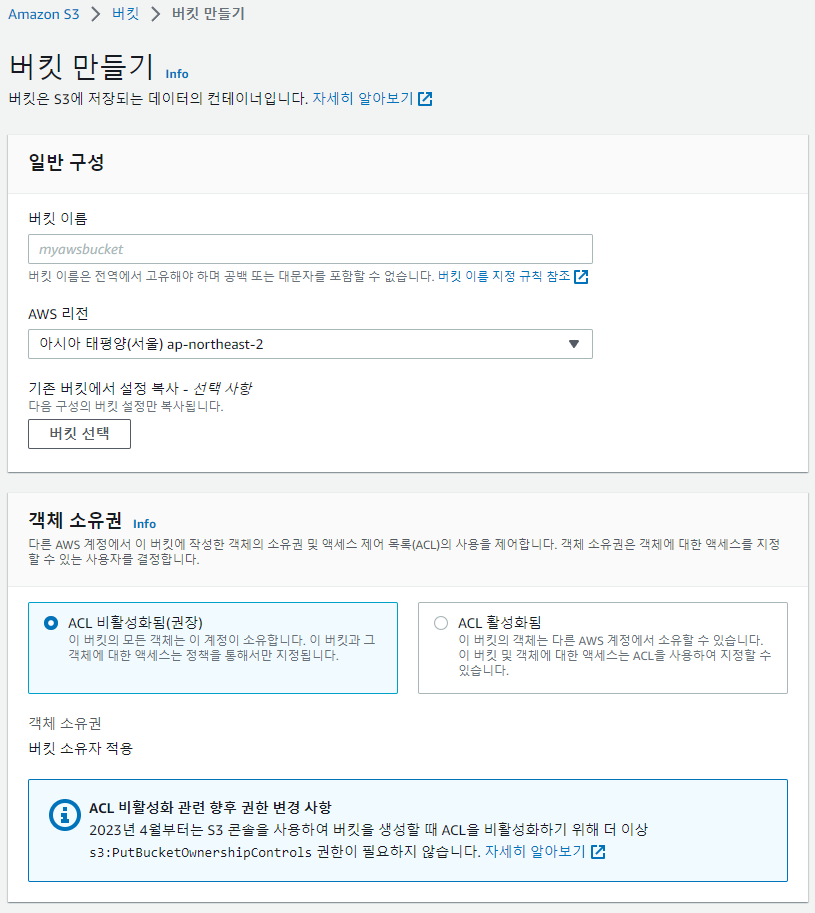 Amazon S3 > 버킷 > 버킷 만들기
버킷 만들기 Info
버킷은 S3에 저장되는 데이터의 컨테이너입니다. 자세히 알아보기
일반 구성
버킷 이름
myawsbucket
버킷 이름은 전역에서 고유해야 하며 공백 또는 대문자를 포함할 수 없습니다. 버킷 이름 지정 규칙 참조
AWS 리전
아시아 태평양(서울) ap-northeast-2
기존 버킷에서 설정 복사 - 선택 사항
다음 구성의 버킷 설정만 복사됩니다.
버킷 선택
객체 소유권 Info
다른 AWS 계정에서 이 버킷에 작성한 객체의 소유권 및 액세스 제어 목록(ACL)의 사용을 제어합니다. 객체 소유권은 객체에 대한 액세스를 지정
할 수 있는 사용자를 결정합니다.
ACL 비활성화됨(권장)
이 버킷의 모든 객체는 이 계정이 소유합니다. 이 버킷과 그
객체에 대한 액세스는 정책을 통해서만 지정됩니다.
ACL 활성화됨
이 버킷의 객체는 다른 AWS 계정에서 소유할 수 있습니다.
이 버킷 및 객체에 대한 액세스는 ACL을 사용하여 지정할 수
있습니다.
객체 소유권
버킷 소유자 적용
ACL 비활성화 관련 향후 권한 변경 사항
2023년 4월부터는 S3 콘솔을 사용하여 버킷을 생성할 때 ACL을 비활성화하기 위해 더 이상
s3:PutBucketOwnershipControls 권한이 필요하지 않습니다. 자세히 알아보기